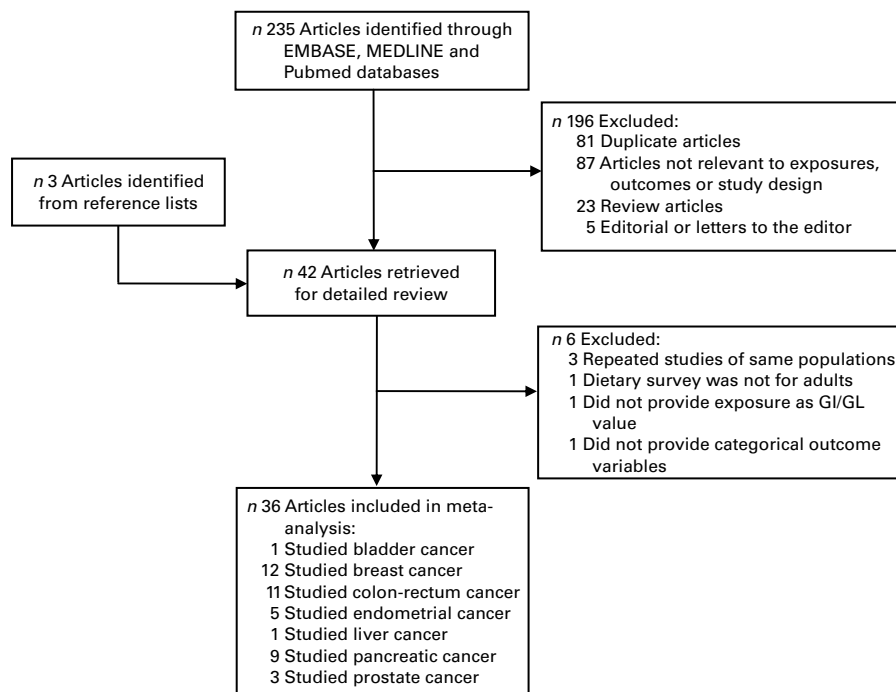 n 235 Articles identified through
EMBASE, MEDLINE and
Pubmed databases
n 196 Excluded:
81 Duplicate articles
87 Articles not relevant to exposures,
outcomes or study design
23 Review articles
5 Editorial or letters to the editor
n 3 Articles identified
from reference lists
n 42 Articles retrieved
for detailed review
n 6 Excluded:
3 Repeated studies of same populations
1 Dietary survey was not for adults
1 Did not provide exposure as GI/GL
value
1 Did not provide categorical outcome
variables
n 36 Articles included in meta-
analysis:
1 Studied bladder cancer
12 Studied breast cancer
11 Studied colon-rectum cancer
5 Studied endometrial cancer
1 Studied liver cancer
9 Studied pancreatic cancer
3 Studied prostate cancer